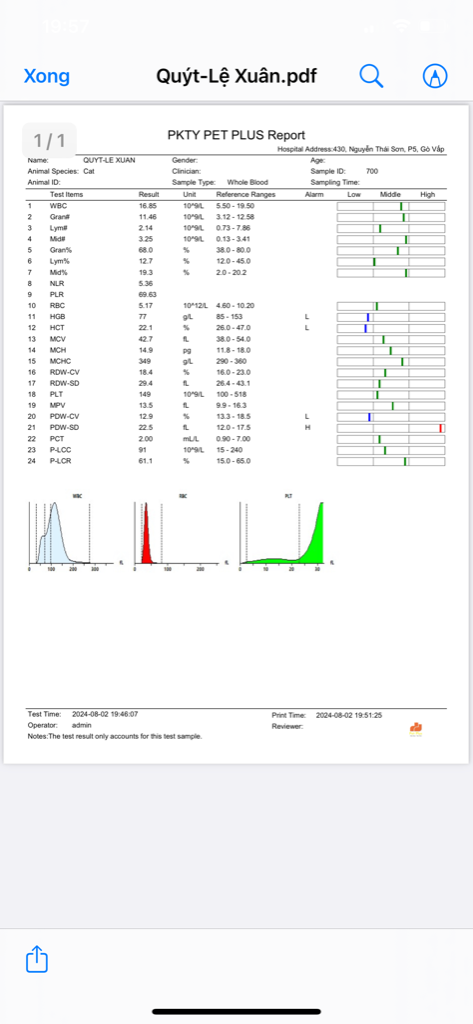 19:57
Xong Quýt-Lệ Xuân.pdf
1/1
PKTY PET PLUS Report
Hospital Address:430, Nguyễn Thái Sơn, P5, Gò Vấp
Name: QUYT-LE XUAN Gender: Age:
Animal Species: Cat Clinician: Sample ID: 700
Animal ID: Sample Type: Whole Blood Sampling Time:
Test Items Result Unit Reference Ranges Alarm Low Middle High
1 WBC 16.85 10^9/L 5.50 - 19.50
2 Gran# 11.46 10^9/L 3.12 - 12.58
3 Lym# 2.14 10^9/L 0.73 - 7.86
4 Mid# 3.25 10^9/L 0.13 - 3.41
5 Gran% 68.0 % 38.0 - 80.0
6 Lym% 12.7 % 12.0 - 45.0
7 Mid% 19.3 % 2.0 - 20.2
8 NLR 5.36
9 PLR 69.63
10 RBC 5.17 10^12/L 4.60 - 10.20
11 HGB 77 g/L 85 - 153 L
12 HCT 22.1 % 26.0 - 47.0 L
13 MCV 42.7 fL 38.0 - 54.0
14 MCH 14.9 pg 11.8 - 18.0
15 MCHC 349 g/L 290 - 360
16 RDW-CV 18.4 % 16.0 - 23.0
17 RDW-SD 29.4 fL 26.4 - 43.1
18 PLT 149 10^9/L 100 - 518
19 MPV 13.5 fL 9.9 - 16.3
20 PDW-CV 12.9 % 13.3 - 18.5 L
21 PDW-SD 22.5 fL 12.0 - 17.5 H
22 PCT 2.00 mL/L 0.90 - 7.00
23 P-LCC 91 10^9/L 15 - 240
24 P-LCR 61.1 % 15.0 - 65.0
WBC RBC PLT
0 100 200 300 fL 0 100 200 fL 0 10 20 30 fL
Test Time: 2024-08-02 19:46:07 Print Time: 2024-08-02 19:51:25
Operator: admin Reviewer:
Notes:The test result only accounts for this test sample.